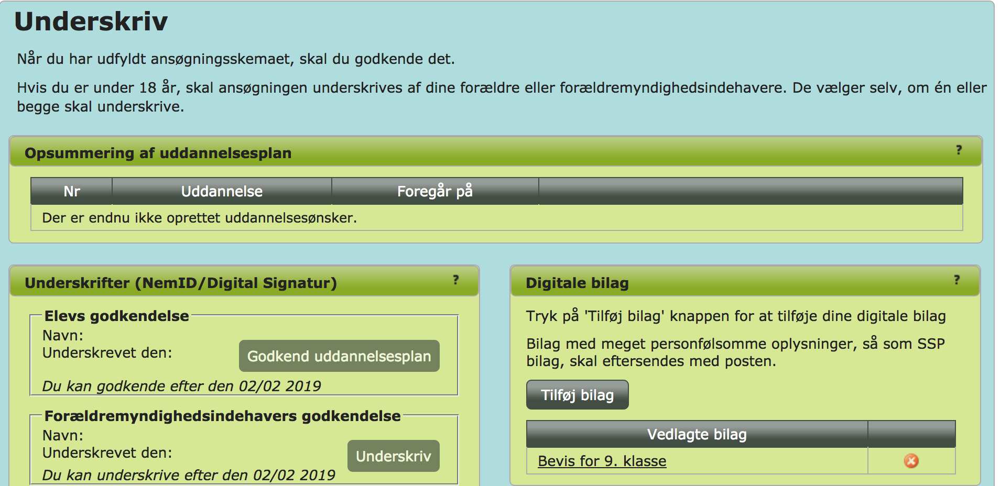 Underskriv
Når du har udfyldt ansøgningsskemaet, skal du godkende det.
Hvis du er under 18 år, skal ansøgningen underskrives af dine forældre eller forældremyndighedsindehavere. De vælger selv, om én eller
begge skal underskrive.
Opsummering af uddannelsesplan ?
Nr Uddannelse Foregår på
Der er endnu ikke oprettet uddannelsesønsker.
Underskrifter (NemID/Digital Signatur) ?
Elevs godkendelse
Navn:
Underskrevet den:
Godkend uddannelsesplan
Du kan godkende efter den 02/02 2019
Forældremyndighedsindehavers godkendelse
Navn:
Underskrevet den:
Underskriv
Du kan underskrive efter den 02/02 2019
Digitale bilag ?
Tryk på 'Tilføj bilag' knappen for at tilføje dine digitale bilag
Bilag med meget personfølsomme oplysninger, så som SSP
bilag, skal eftersendes med posten.
Tilføj bilag
Vedlagte bilag
Bevis for 9. klasse